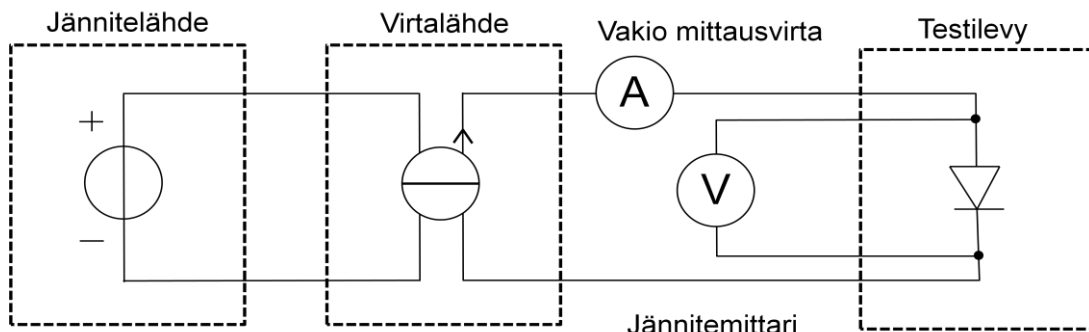 Jännitelähde
Virtalähde
Vakio mittausvirta
Testilevy
+
A
V
−
Jännitemittari